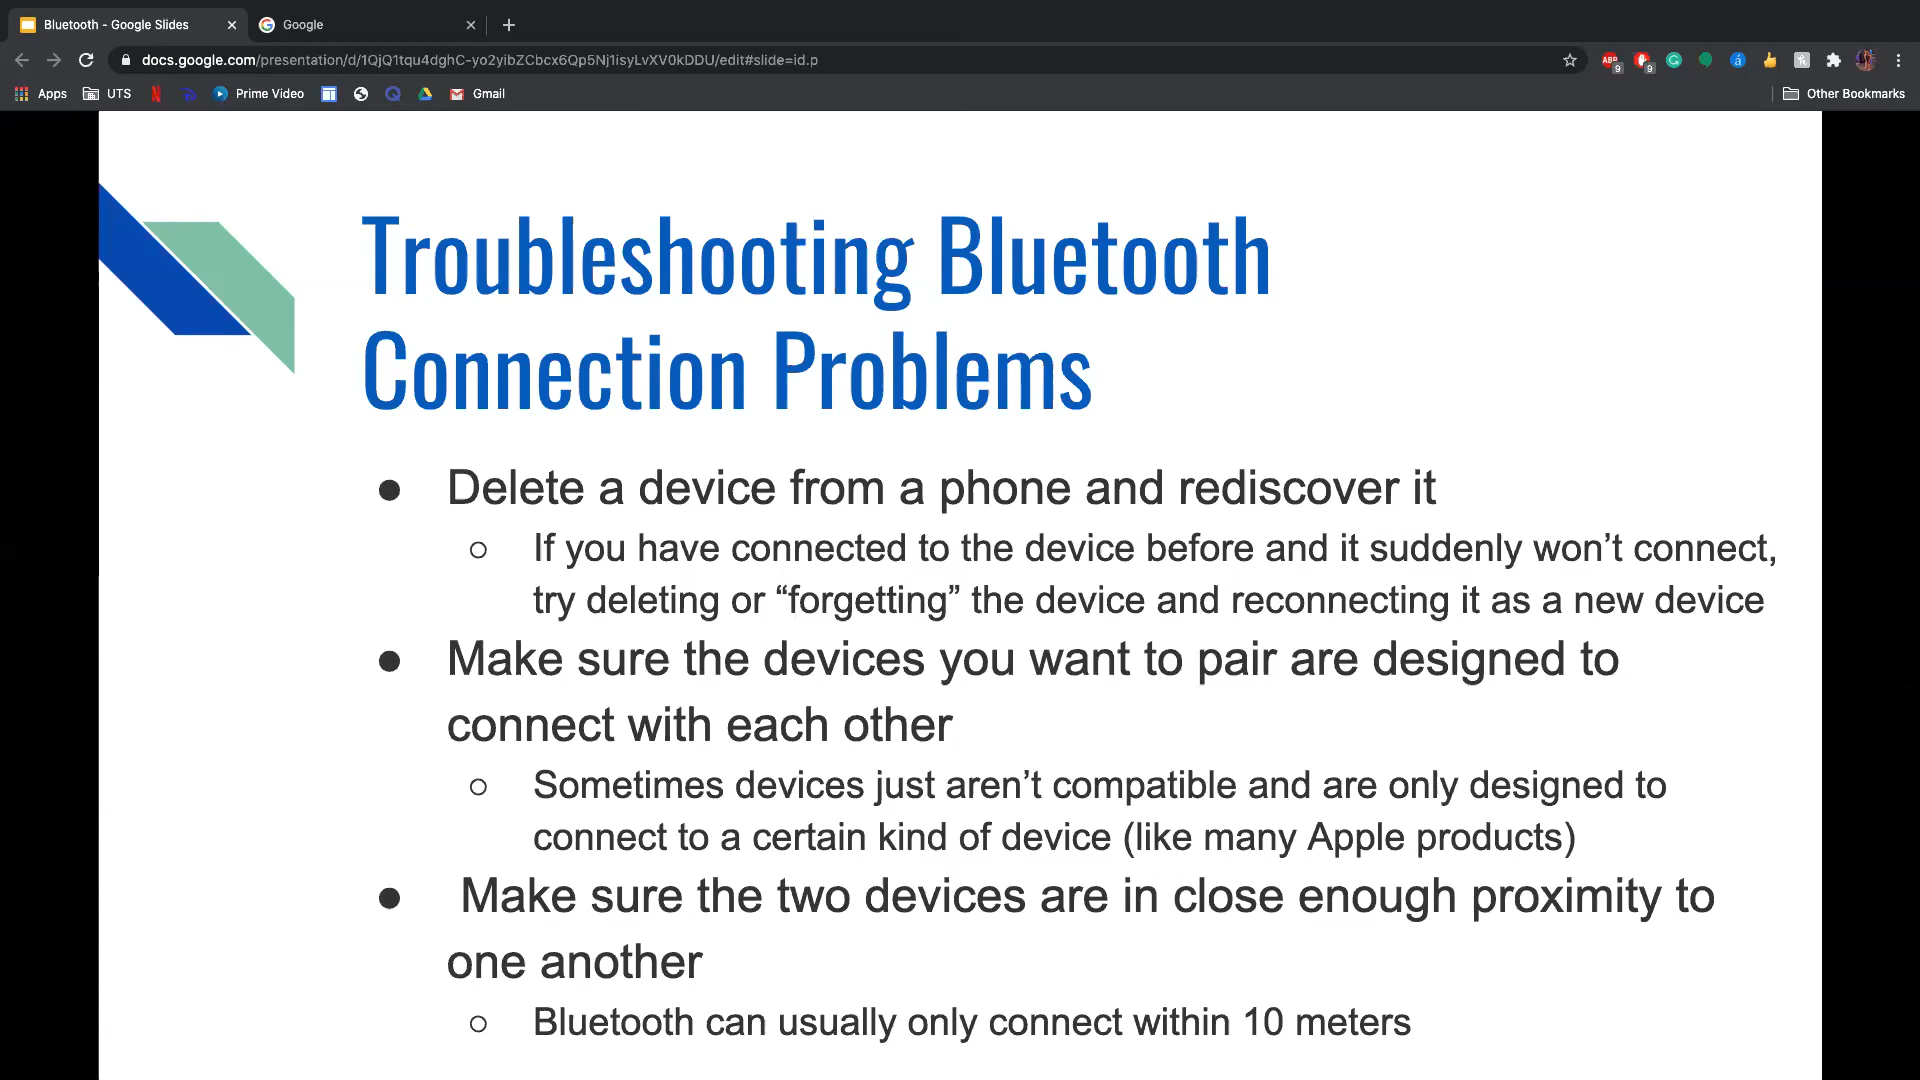 Bluetooth - Google Slides
Google
docs.google.com/presentation/d/1QjQ1tqu4dghC-yo2yibZCbcx6Qp5Nj1isyLvXV0kDDU/edit#slide=id.p
ABP
9
9
Apps
UTS
Prime Video
Gmail
Other Bookmarks
Troubleshooting Bluetooth
Connection Problems
● Delete a device from a phone and rediscover it
○ If you have connected to the device before and it suddenly won’t connect,
try deleting or “forgetting” the device and reconnecting it as a new device
● Make sure the devices you want to pair are designed to
connect with each other
○ Sometimes devices just aren’t compatible and are only designed to
connect to a certain kind of device (like many Apple products)
● Make sure the two devices are in close enough proximity to
one another
○ Bluetooth can usually only connect within 10 meters